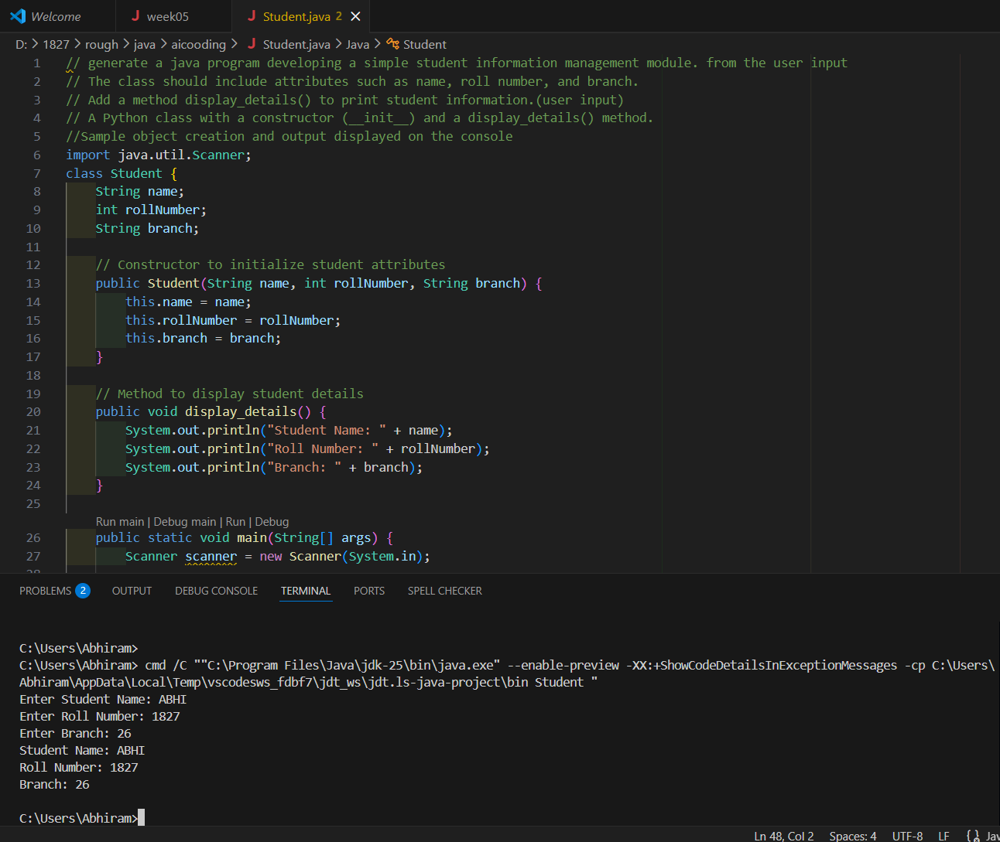 Welcome
week05
Student.java 2
D: > 1827 > rough > java > aicooding > Student.java > Java > Student
1 // generate a java program developing a simple student information management module. from the user input
2 // The class should include attributes such as name, roll number, and branch.
3 // Add a method display_details() to print student information.(user input)
4 // A Python class with a constructor (__init__) and a display_details() method.
5 //Sample object creation and output displayed on the console
6 import java.util.Scanner;
7 class Student {
8 String name;
9 int rollNumber;
10 String branch;
11
12 // Constructor to initialize student attributes
13 public Student(String name, int rollNumber, String branch) {
14 this.name = name;
15 this.rollNumber = rollNumber;
16 this.branch = branch;
17 }
18
19 // Method to display student details
20 public void display_details() {
21 System.out.println("Student Name: " + name);
22 System.out.println("Roll Number: " + rollNumber);
23 System.out.println("Branch: " + branch);
24 }
25
Run main | Debug main | Run | Debug
26 public static void main(String[] args) {
27 Scanner scanner = new Scanner(System.in);
PROBLEMS 2 OUTPUT DEBUG CONSOLE TERMINAL PORTS SPELL CHECKER
C:\Users\Abhiram>
C:\Users\Abhiram> cmd /C ""C:\Program Files\Java\jdk-25\bin\java.exe" --enable-preview -XX:+ShowCodeDetailsInExceptionMessages -cp C:\Users\
Abhiram\AppData\Local\Temp\vscodesws_fdbf7\jdt_ws\jdt.ls-java-project\bin Student "
Enter Student Name: ABHI
Enter Roll Number: 1827
Enter Branch: 26
Student Name: ABHI
Roll Number: 1827
Branch: 26
C:\Users\Abhiram>
Ln 48, Col 2 Spaces: 4 UTF-8 LF { }